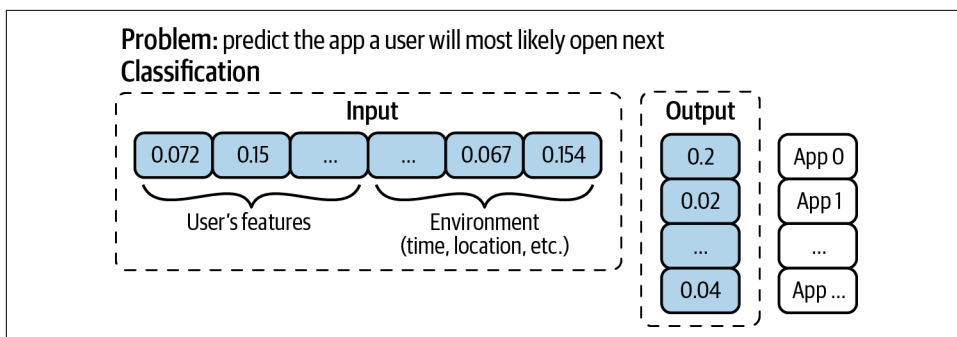 Problem: predict the app a user will most likely open next
Classification
Input
0.072 0.15 ... ... 0.067 0.154
User's features
Environment
(time, location, etc.)
Output
0.2 App 0
0.02 App 1
... ...
0.04 App ...